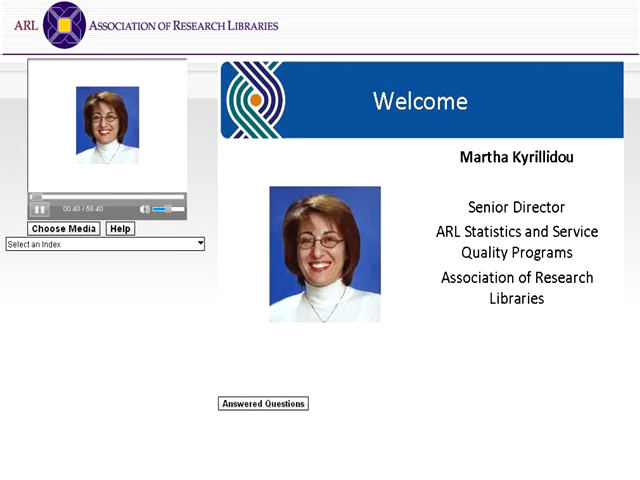 ARL ASSOCIATION OF RESEARCH LIBRARIES
Welcome
Martha Kyrillidou
Senior Director
ARL Statistics and Service
Quality Programs
Association of Research
Libraries
00:40 / 58:40
Choose Media Help
Select an Index
Answered Questions